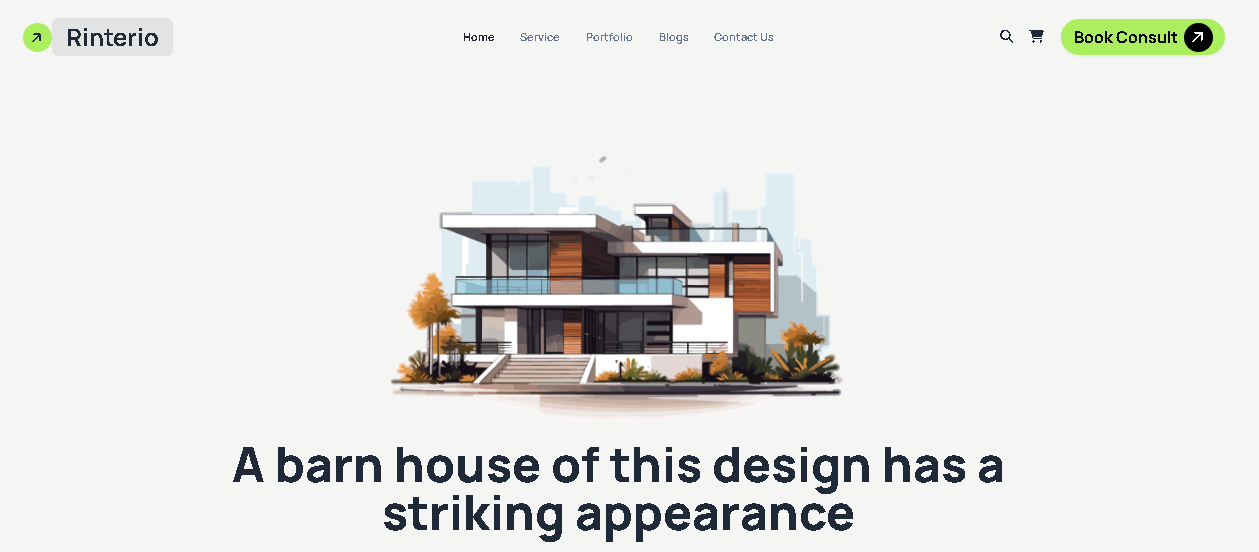 Rinterio
Home Service Portfolio Blogs Contact Us
Book Consult
A barn house of this design has a
striking appearance